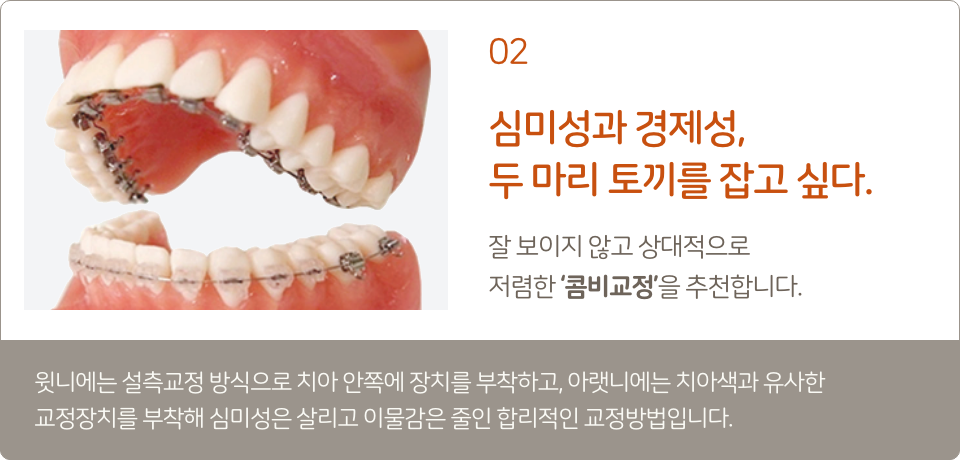 02
심미성과 경제성,
두 마리 토끼를 잡고 싶다.
잘 보이지 않고 상대적으로
저렴한 ‘콤비교정’을 추천합니다.
윗니에는 설측교정 방식으로 치아 안쪽에 장치를 부착하고, 아랫니에는 치아색과 유사한
교정장치를 부착해 심미성은 살리고 이물감은 줄인 합리적인 교정방법입니다.